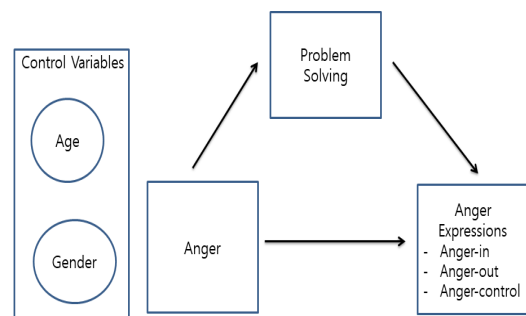 Control Variables
Age
Gender
Anger
Problem
Solving
Anger
Expressions
- Anger-in
- Anger-out
- Anger-control